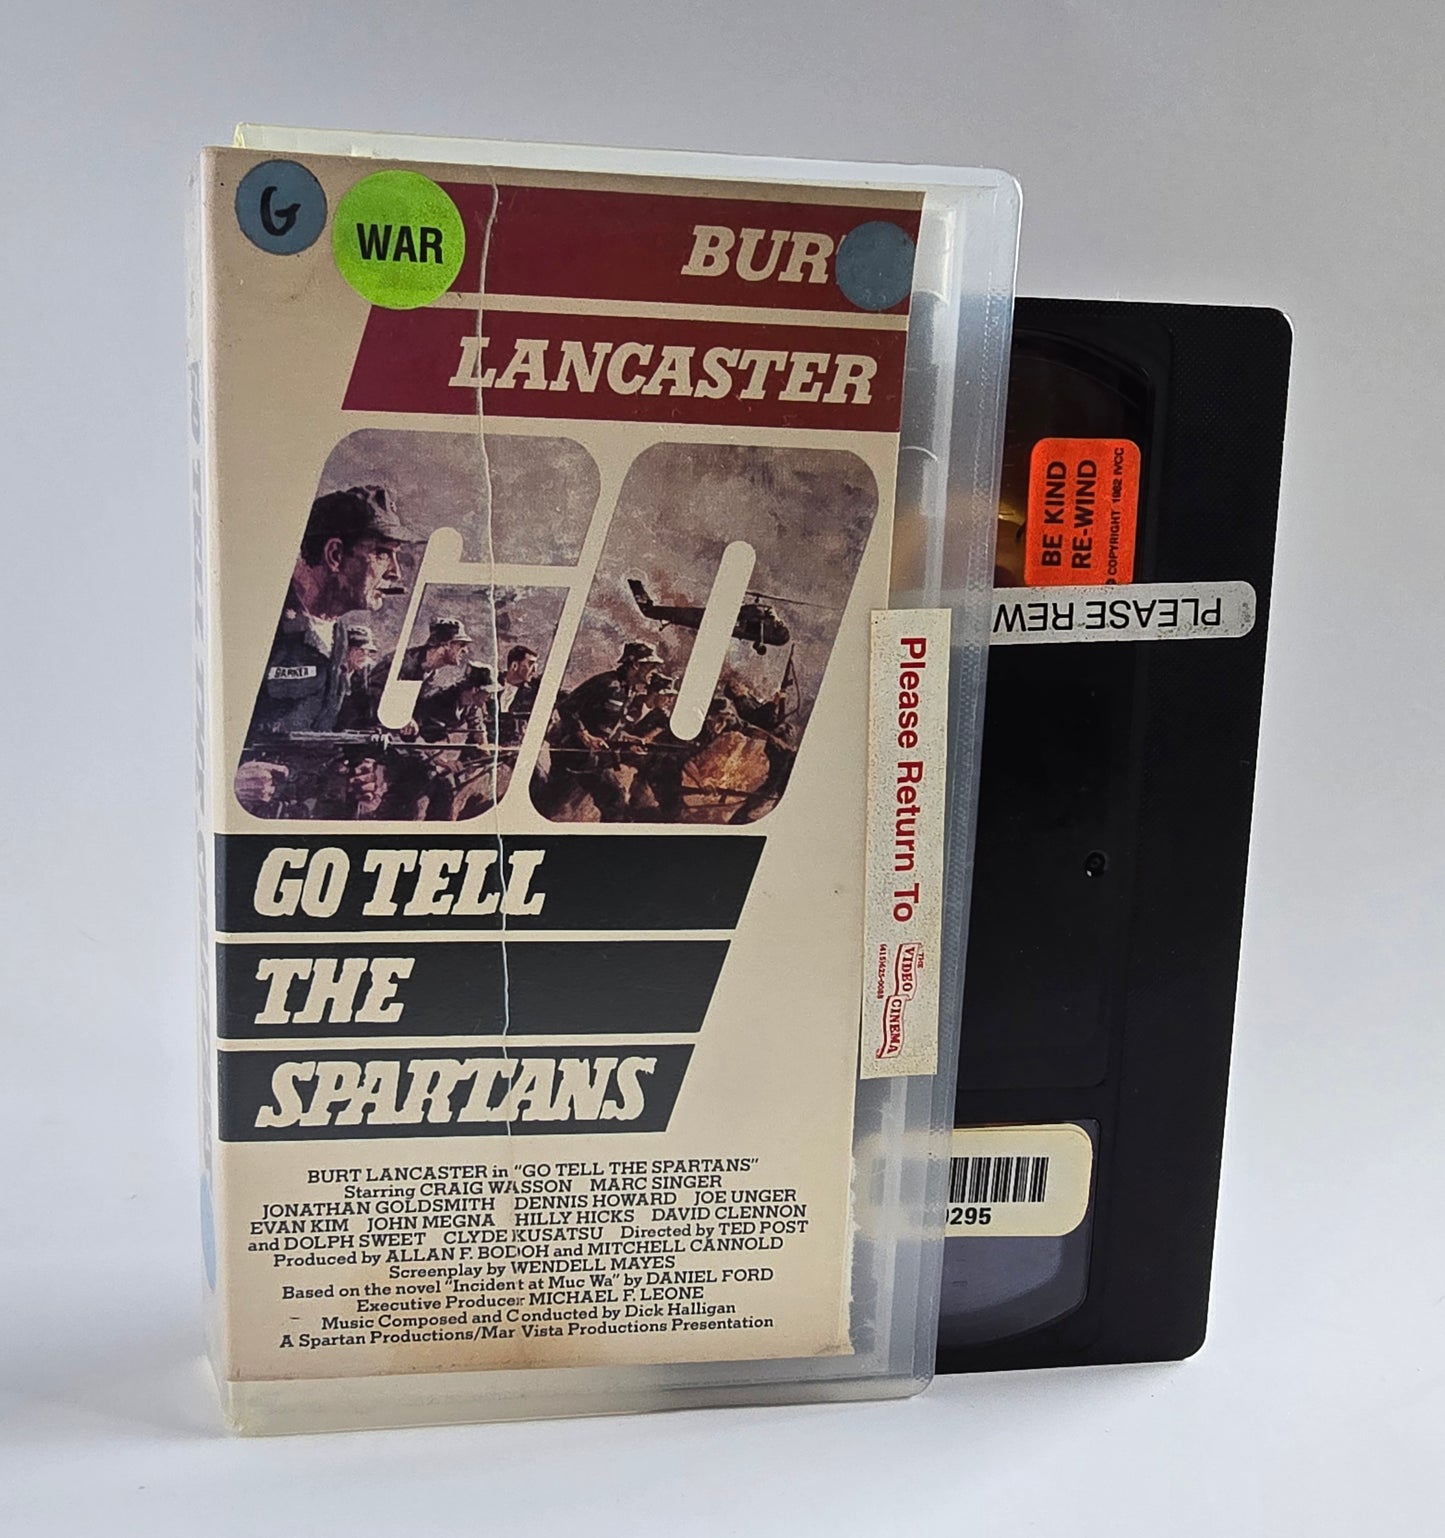 G
WAR
BUR
LANCASTER
GO
BARKER
GO TELL
THE
SPARTANS
BURT LANCASTER in "GO TELL THE SPARTANS"
Starring CRAIG WASSON MARC SINGER
JONATHAN GOLDSMITH DENNIS HOWARD JOE UNGER
EVAN KIM JOHN MEGNA HILLY HICKS DAVID CLENNON
and DOLPH SWEET CLYDE KUSATSU Directed by TED POST
Produced by ALLAN F. BODOH and MITCHELL CANNOLD
Screenplay by WENDELL MAYES
Based on the novel "Incident at Muc Wa" by DANIEL FORD
Executive Producer MICHAEL F. LEONE
Music Composed and Conducted by Dick Halligan
A Spartan Productions/Mar Vista Productions Presentation
Please Return To
THE
VIDEO
CINEMA
BE KIND
RE-WIND
© COPYRIGHT 1982 IVCC
PLEASE REW
0295